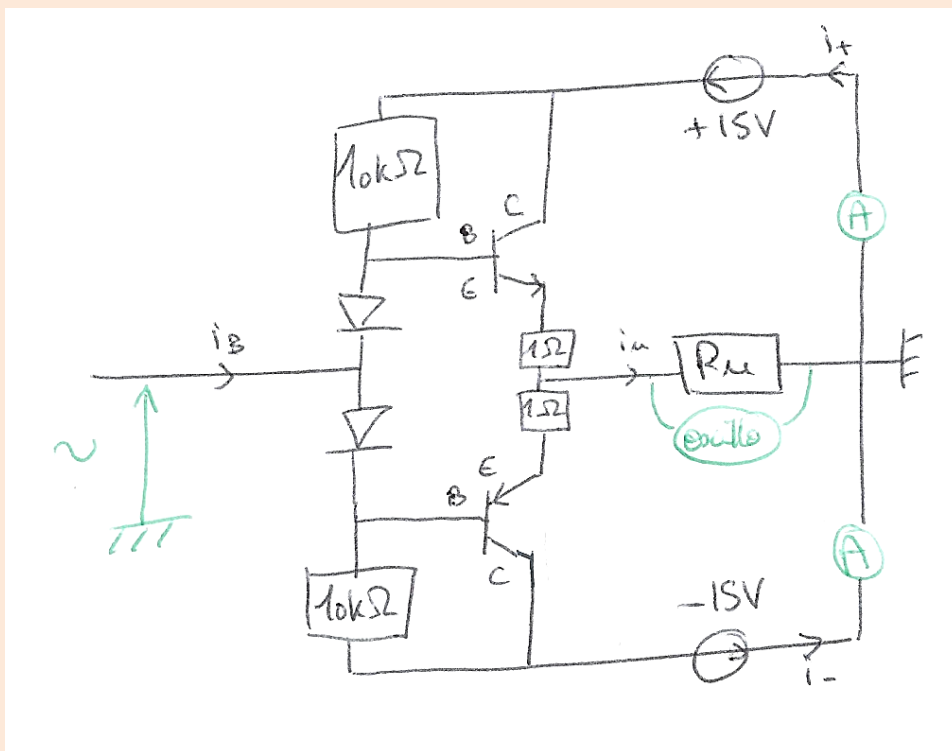 i+
+15V
10kΩ
C
A
B
E
1Ω
iu
Ru
iB
1Ω
oscillo
~
E
B
A
C
-15V
10kΩ
i-